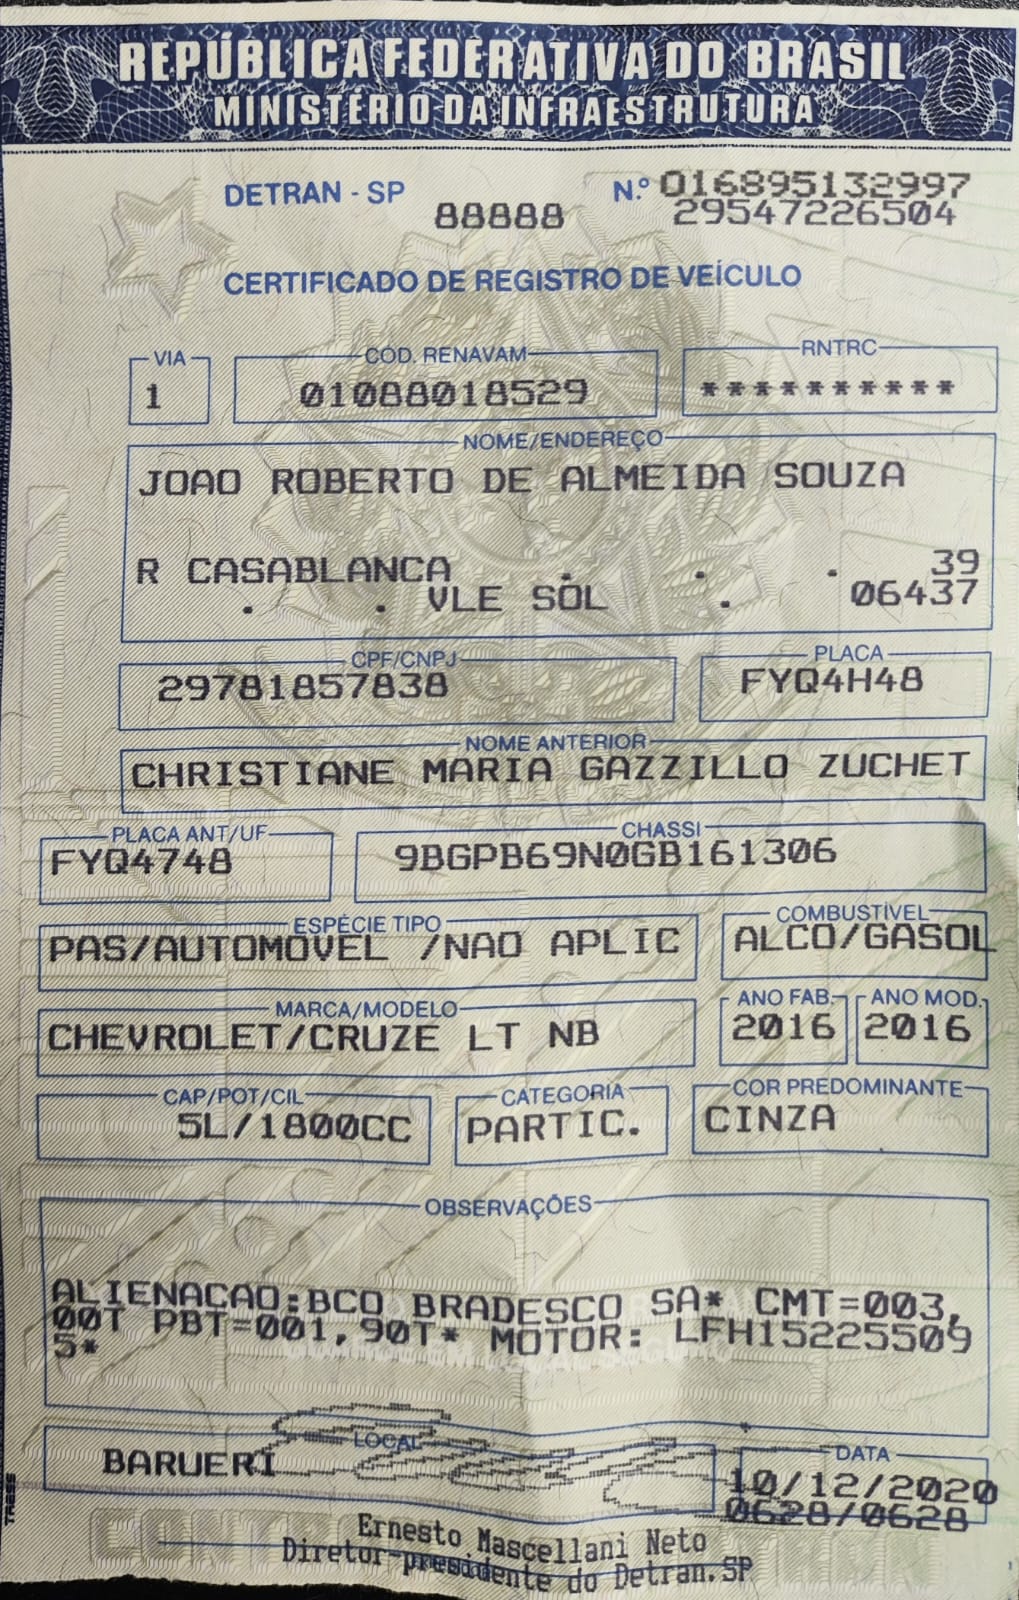 REPÚBLICA FEDERATIVA DO BRASIL
MINISTÉRIO DA INFRAESTRUTURA
DETRAN - SP
N.º 016895132997
88888
29547226504
CERTIFICADO DE REGISTRO DE VEÍCULO
VIA
CÓD. RENAVAM
RNTRC
1
01088018529
**********
NOME/ENDEREÇO
JOAO ROBERTO DE ALMEIDA SOUZA
R CASABLANCA . . . 39
. . VLE SOL . 06437
CPF/CNPJ
PLACA
29781857838
FYQ4H48
NOME ANTERIOR
CHRISTIANE MARIA GAZZILLO ZUCHET
PLACA ANT/UF
CHASSI
FYQ4748
9BGPB69N0GB161306
ESPÉCIE TIPO
COMBUSTÍVEL
PAS/AUTOMOVEL /NAO APLIC
ALCO/GASOL
MARCA/MODELO
ANO FAB.
ANO MOD.
CHEVROLET/CRUZE LT NB
2016
2016
CAP/POT/CIL
CATEGORIA
COR PREDOMINANTE
5L/1800CC
PARTIC.
CINZA
OBSERVAÇÕES
ALIENACAO:BCO BRADESCO SA* CMT=003,
00T PBT=001,90T* MOTOR: LFH15225509
5*
LOCAL
DATA
BARUERI
10/12/2020
0628/0628
Ernesto Mascellani Neto
Diretor-presidente do Detran.SP